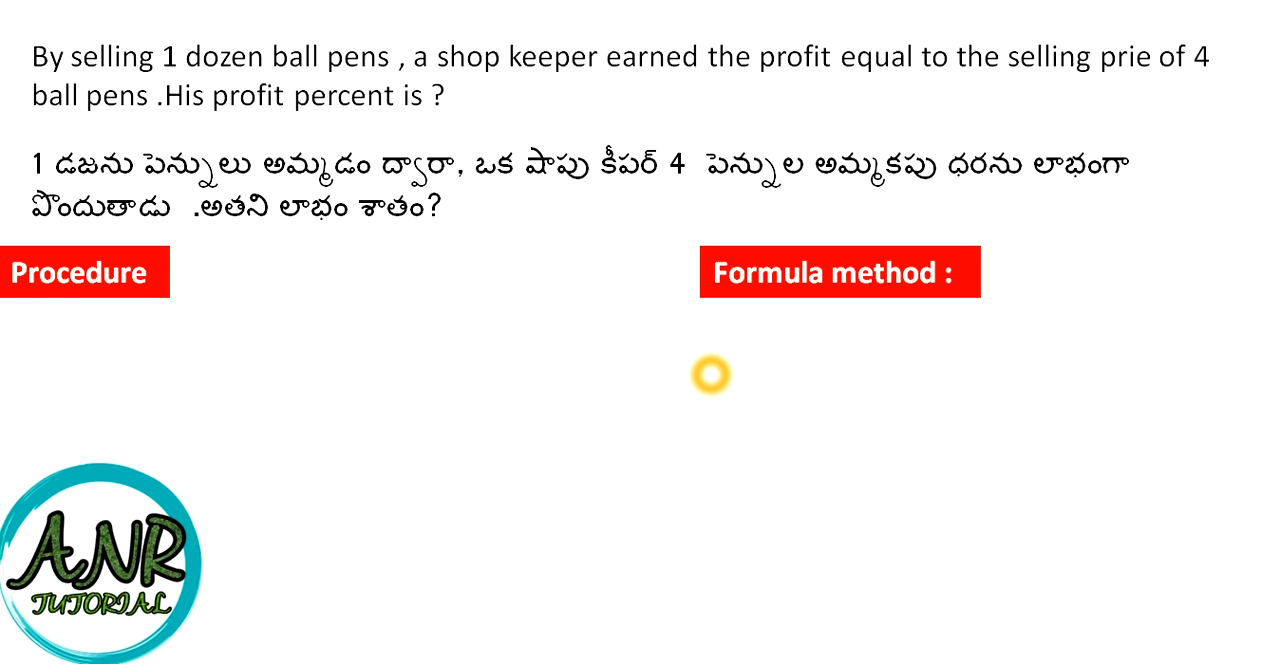 By selling 1 dozen ball pens , a shop keeper earned the profit equal to the selling prie of 4
ball pens .His profit percent is ?
1 డజను పెన్నులు అమ్మడం ద్వారా, ఒక షాపు కీపర్ 4 పెన్నుల అమ్మకపు ధరను లాభంగా
పొందుతాడు .అతని లాభం శాతం?
Procedure
Formula method :
ANR
TUTORIAL